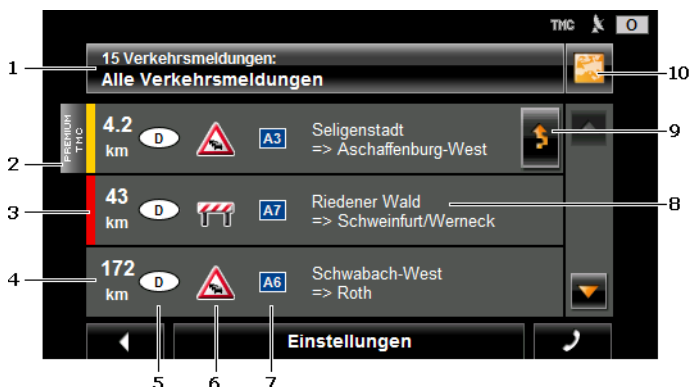 TMC O
15 Verkehrsmeldungen:
Alle Verkehrsmeldungen
1
10
PREMIUM
TMC
4.2
km
D
A3
Seligenstadt
=> Aschaffenburg-West
9
2
43
km
D
A7
Riedener Wald
=> Schweinfurt/Werneck
3
8
172
km
D
A6
Schwabach-West
=> Roth
4
Einstellungen
5 6 7